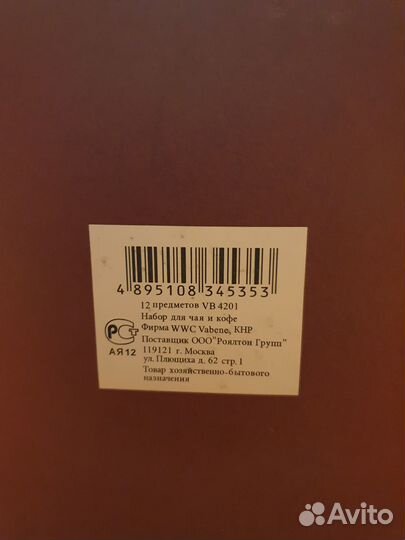 4 895108 345353
12 предметов VB 4201
Набор для чая и кофе
Фирма WWC Vabene, КНР
Поставщик ООО"Роялтон Групп"
119121 г. Москва
ул. Плющиха д. 62 стр. 1
Товар хозяйственно-бытового
назначения
РСТ
АЯ12
Avito